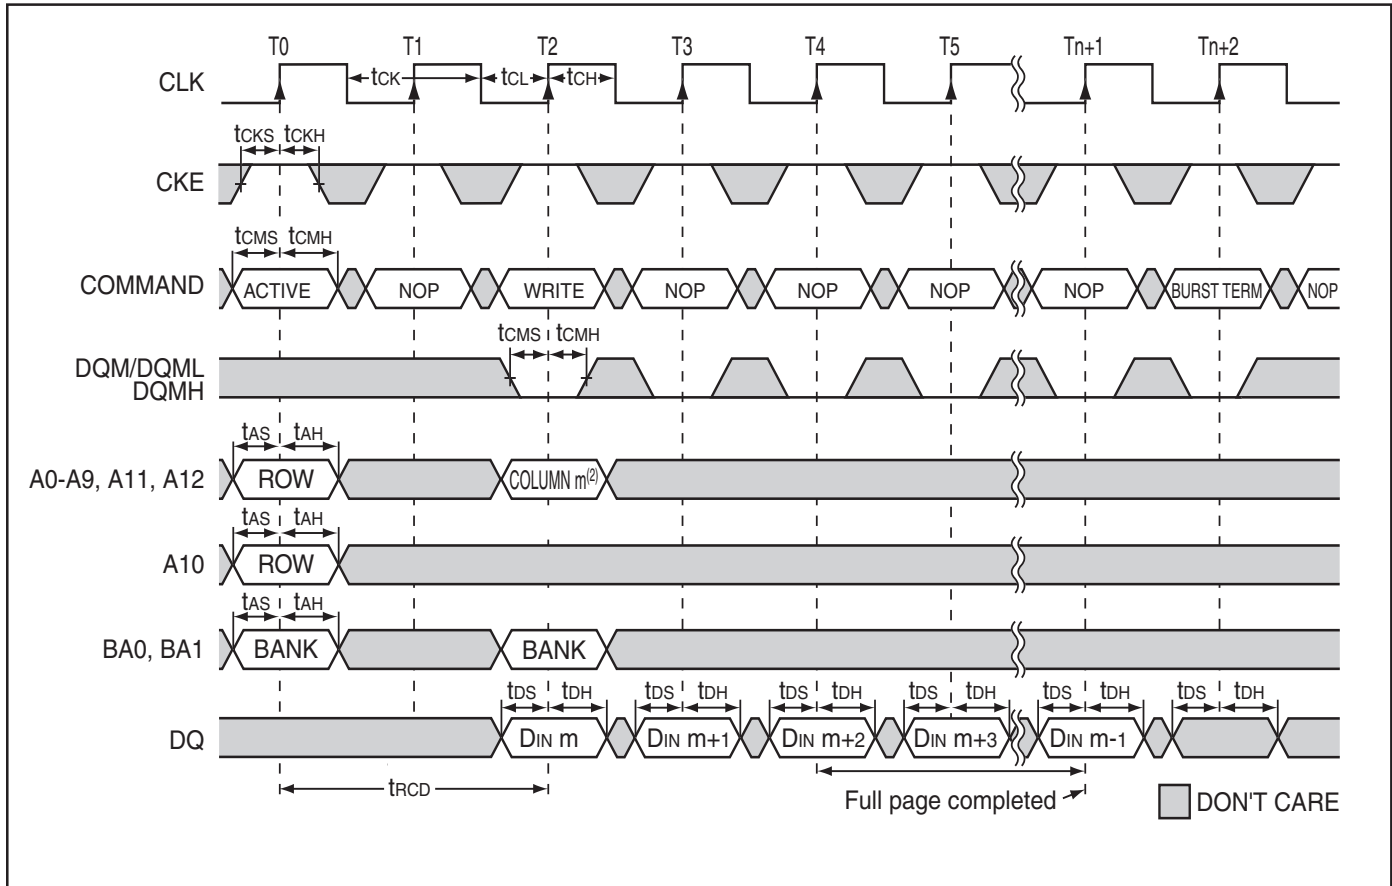 T0 T1 T2 T3 T4 T5 Tn+1 Tn+2
CLK tCK tCL tCH
tCKS tCKH
CKE
tCMS tCMH
COMMAND ACTIVE NOP WRITE NOP NOP NOP NOP BURST TERM NOP
tCMS tCMH
DQM/DQML
DQMH
tAS tAH
A0-A9, A11, A12 ROW COLUMN m(2)
tAS tAH
A10 ROW
tAS tAH
BA0, BA1 BANK BANK
tDS tDH tDS tDH tDS tDH tDS tDH tDS tDH tDS tDH
DQ DIN m DIN m+1 DIN m+2 DIN m+3 DIN m-1
tRCD
Full page completed
DON'T CARE